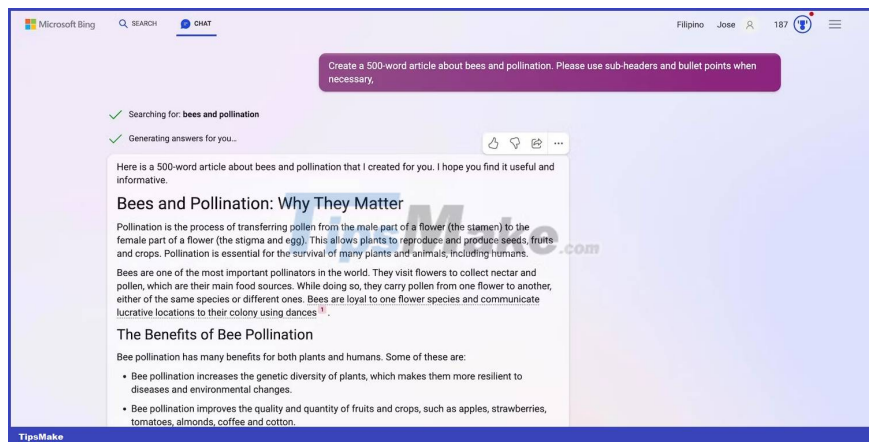 Microsoft Bing SEARCH CHAT Filipino Jose 187
Create a 500-word article about bees and pollination. Please use sub-headers and bullet points when
necessary,
Searching for: bees and pollination
Generating answers for you...
Here is a 500-word article about bees and pollination that I created for you. I hope you find it useful and
informative.
Bees and Pollination: Why They Matter
Pollination is the process of transferring pollen from the male part of a flower (the stamen) to the
female part of a flower (the stigma and egg). This allows plants to reproduce and produce seeds, fruits
and crops. Pollination is essential for the survival of many plants and animals, including humans.
TipsMake.com
Bees are one of the most important pollinators in the world. They visit flowers to collect nectar and
pollen, which are their main food sources. While doing so, they carry pollen from one flower to another,
either of the same species or different ones. Bees are loyal to one flower species and communicate
lucrative locations to their colony using dances 1 .
The Benefits of Bee Pollination
Bee pollination has many benefits for both plants and humans. Some of these are:
• Bee pollination increases the genetic diversity of plants, which makes them more resilient to
diseases and environmental changes.
• Bee pollination improves the quality and quantity of fruits and crops, such as apples, strawberries,
tomatoes, almonds, coffee and cotton.
TipsMake